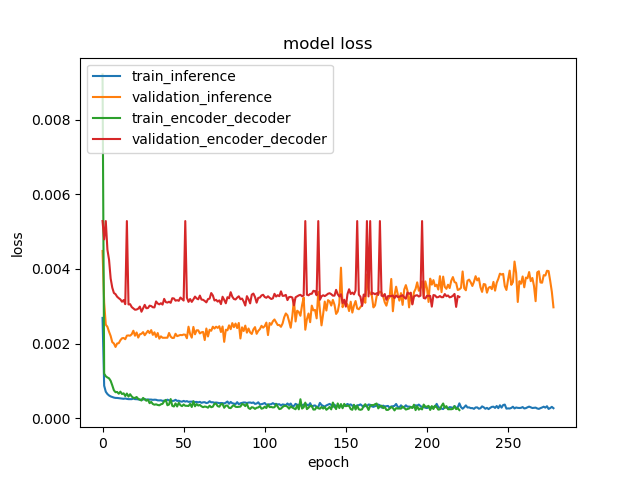 model loss
train_inference
validation_inference
train_encoder_decoder
validation_encoder_decoder
0.008
0.006
0.004
0.002
0.000
loss
0 50 100 150 200 250
epoch